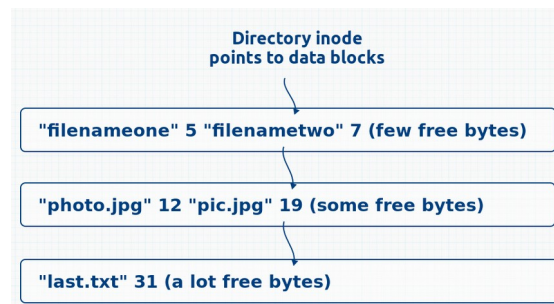 Directory inode
points to data blocks
"filenameone" 5 "filenametwo" 7 (few free bytes)
"photo.jpg" 12 "pic.jpg" 19 (some free bytes)
"last.txt" 31 (a lot free bytes)